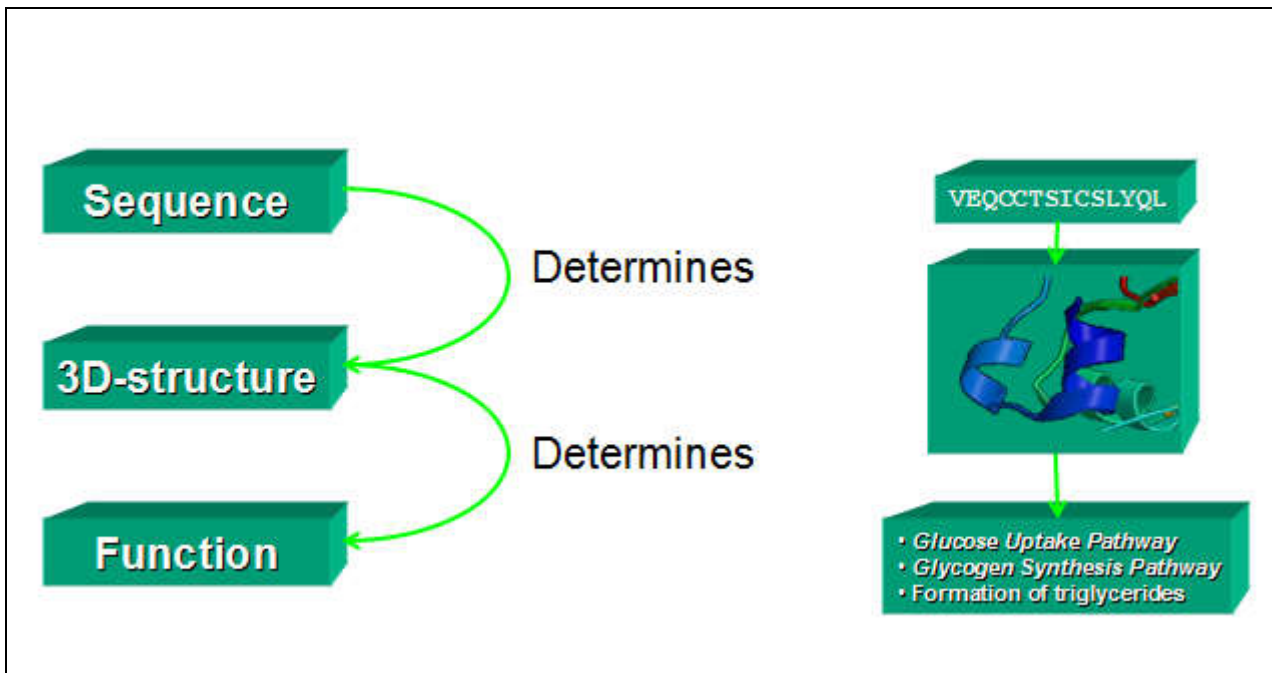 Sequence
Determines
3D-structure
Determines
Function
VEQCCTSICSLYQL
• Glucose Uptake Pathway
• Glycogen Synthesis Pathway
• Formation of triglycerides